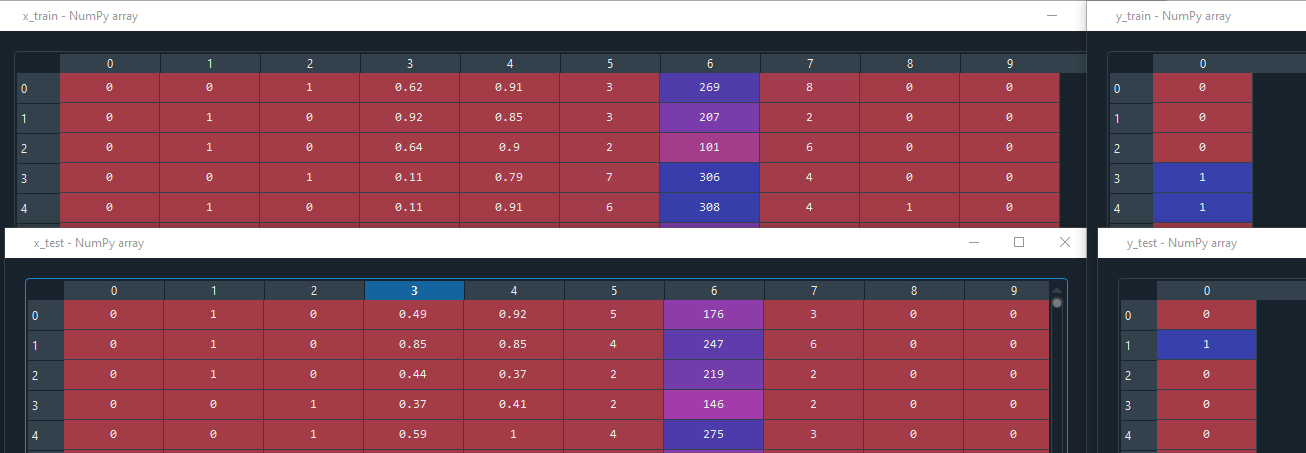 x_train - NumPy array
0 1 2 3 4 5 6 7 8 9
0 0 0 1 0.62 0.91 3 269 8 0 0
1 0 1 0 0.92 0.85 3 207 2 0 0
2 0 1 0 0.64 0.9 2 101 6 0 0
3 0 0 1 0.11 0.79 7 306 4 0 0
4 0 1 0 0.11 0.91 6 308 4 1 0
y_train - NumPy array
0
0 0
1 0
2 0
3 1
4 1
x_test - NumPy array
0 1 2 3 4 5 6 7 8 9
0 0 1 0 0.49 0.92 5 176 3 0 0
1 0 1 0 0.85 0.85 4 247 6 0 0
2 0 1 0 0.44 0.37 2 219 2 0 0
3 0 0 1 0.37 0.41 2 146 2 0 0
4 0 0 1 0.59 1 4 275 3 0 0
y_test - NumPy array
0
0 0
1 1
2 0
3 0
4 0